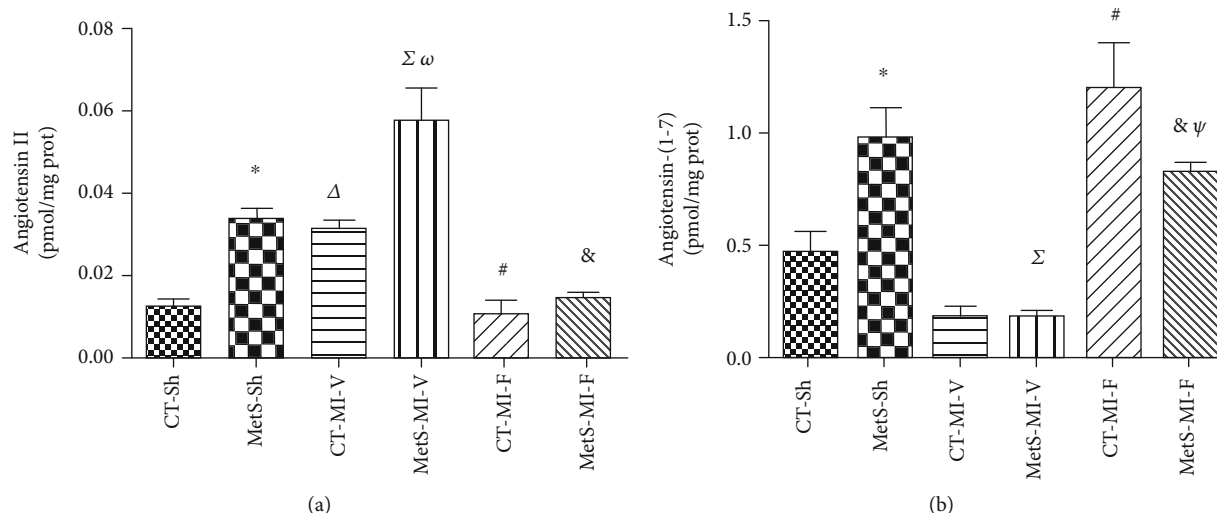 Angiotensin II
(pmol/mg prot)
0.08
0.06
0.04
0.02
0.00
*
Δ
Σ ω
#
&
CT-Sh
MetS-Sh
CT-MI-V
MetS-MI-V
CT-MI-F
MetS-MI-F
(a)
Angiotensin-(1-7)
(pmol/mg prot)
1.5
1.0
0.5
0.0
*
Σ
#
& ψ
CT-Sh
MetS-Sh
CT-MI-V
MetS-MI-V
CT-MI-F
MetS-MI-F
(b)